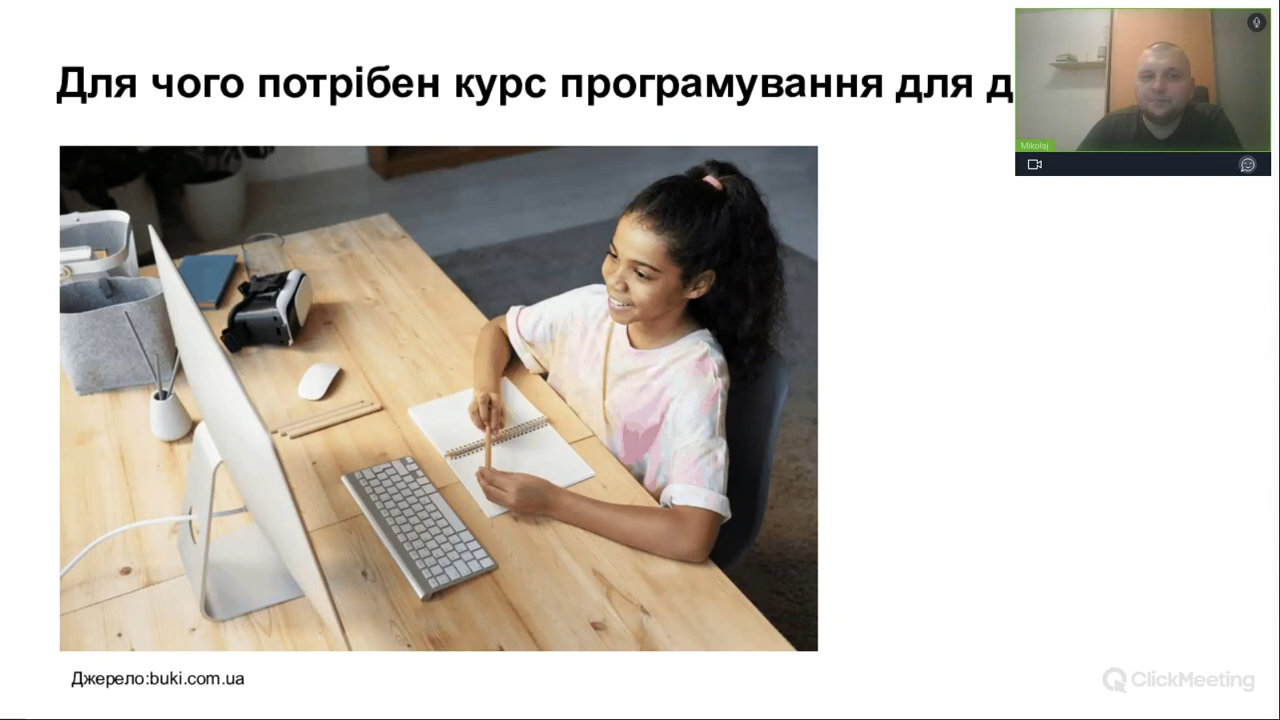 Для чого потрібен курс програмування для д
Mikolaj
Джерело:buki.com.ua
ClickMeeting